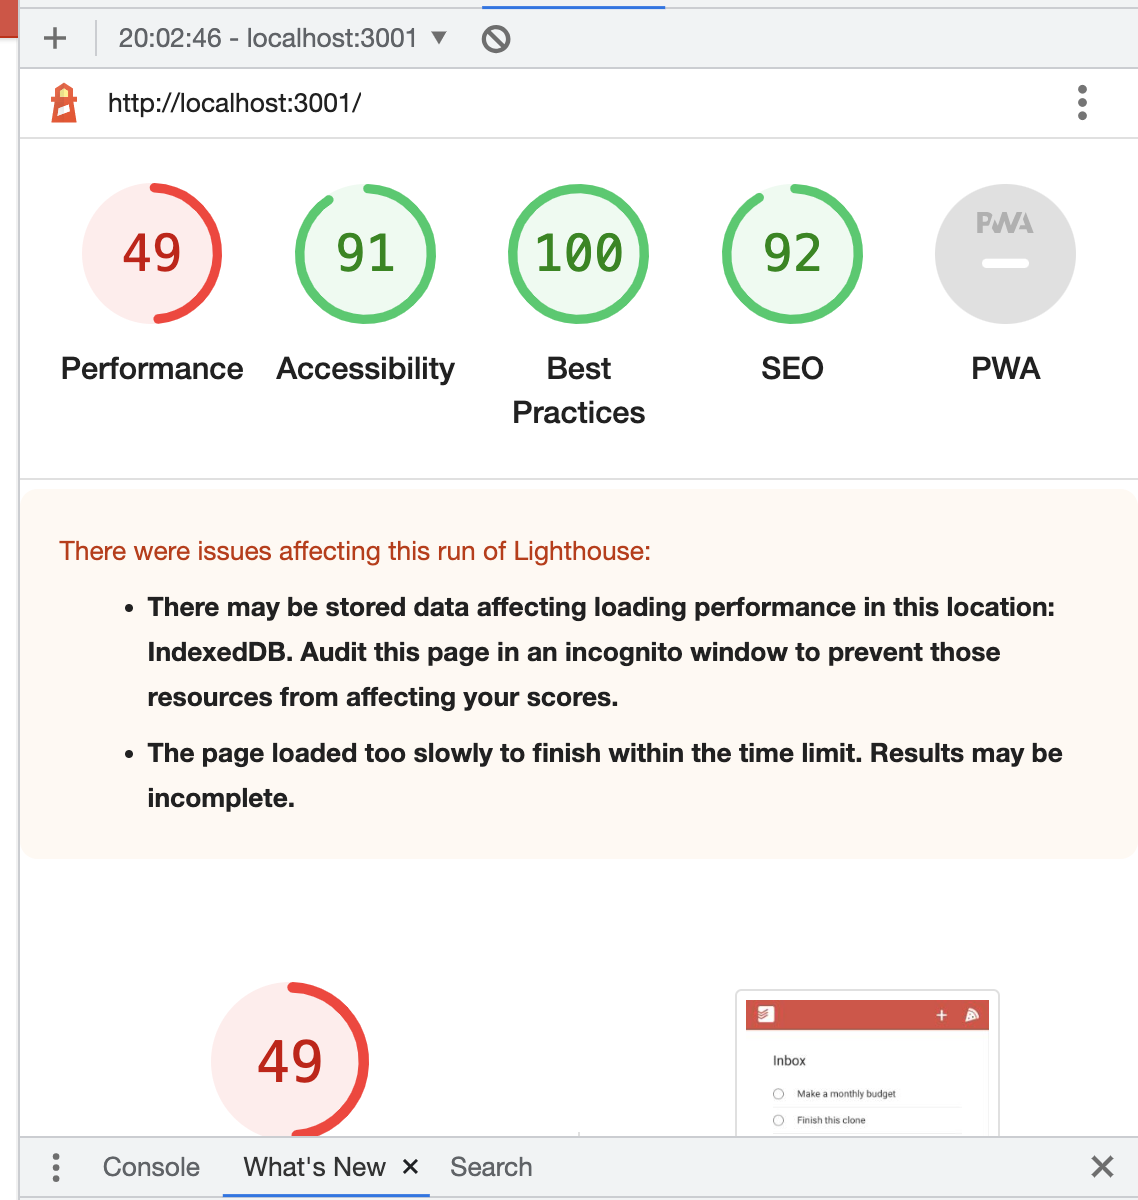 20:02:46 - localhost:3001
http://localhost:3001/
49
91
100
92
PWA
Performance
Accessibility
Best
Practices
SEO
PWA
There were issues affecting this run of Lighthouse:
• There may be stored data affecting loading performance in this location:
IndexedDB. Audit this page in an incognito window to prevent those
resources from affecting your scores.
• The page loaded too slowly to finish within the time limit. Results may be
incomplete.
49
Inbox
Make a monthly budget
Finish this clone
Console
What's New
Search